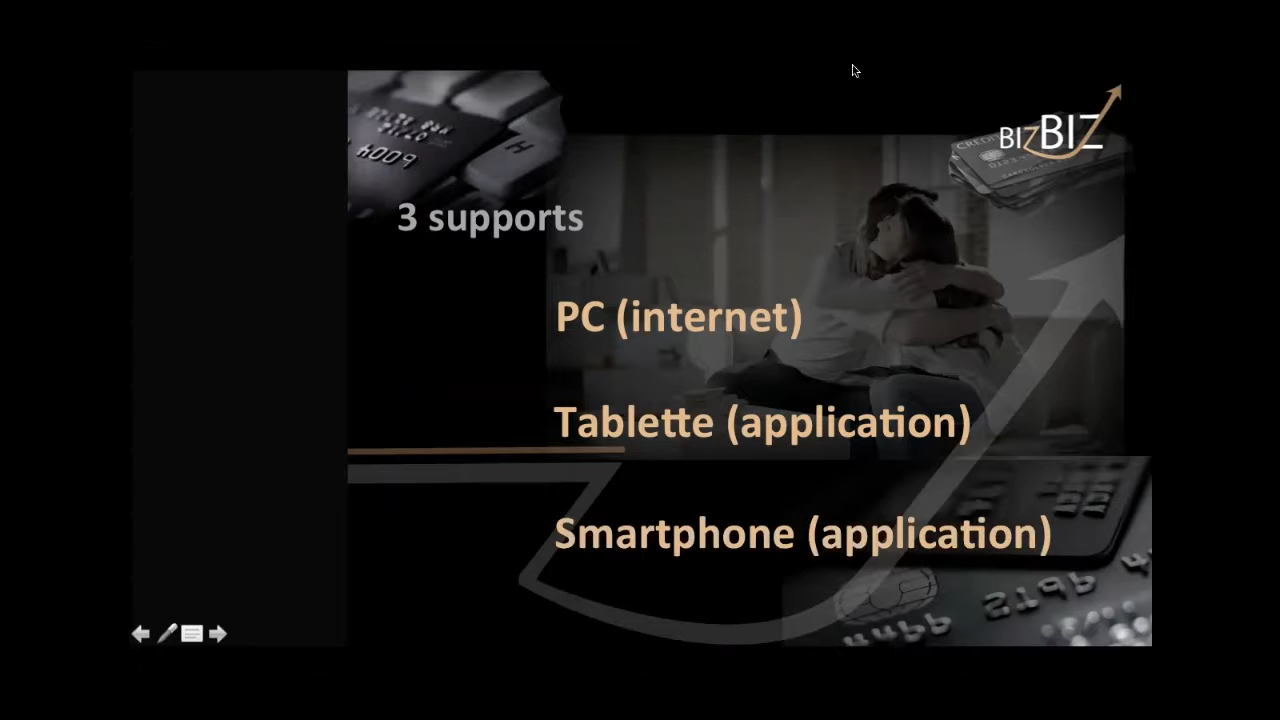 BIZBIZ
3 supports
PC (internet)
Tablette (application)
Smartphone (application)